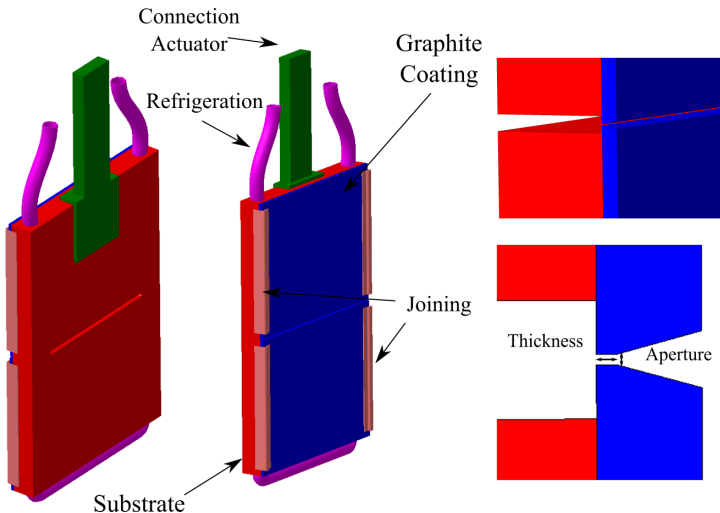 Connection
Actuator
Graphite
Coating
Refrigeration
Joining
Thickness
Aperture
Substrate